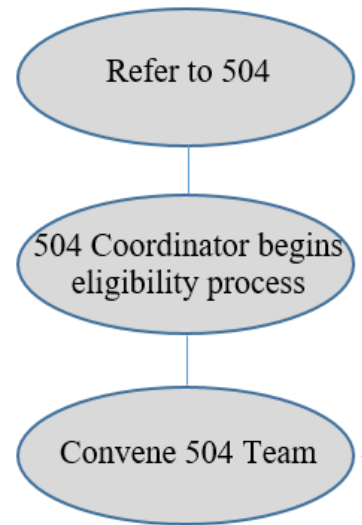 Refer to 504
504 Coordinator begins
eligibility process
Convene 504 Team